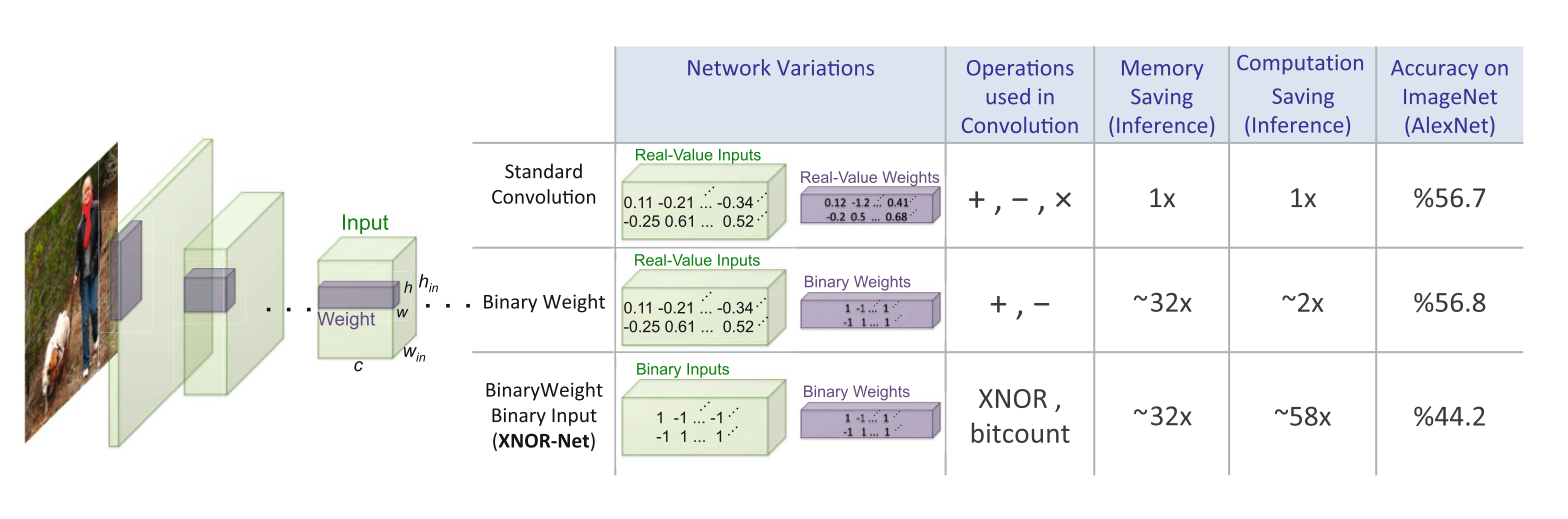 Network Variations
Operations used in Convolution
Memory Saving (Inference)
Computation Saving (Inference)
Accuracy on ImageNet (AlexNet)
Input
h
h_in
w
Weight
w_in
c
. . .
. . .
Standard Convolution
Real-Value Inputs
0.11 -0.21 ... -0.34
-0.25 0.61 ... 0.52
Real-Value Weights
0.12 -1.2 ... 0.41
-0.2 0.5 ... 0.68
+ , − , ×
1x
1x
%56.7
Binary Weight
Real-Value Inputs
0.11 -0.21 ... -0.34
-0.25 0.61 ... 0.52
Binary Weights
1 -1 ... 1
-1 1 ... 1
+ , −
~32x
~2x
%56.8
BinaryWeight
Binary Input
(XNOR-Net)
Binary Inputs
1 -1 ... -1
-1 1 ... 1
Binary Weights
1 -1 ... 1
-1 1 ... 1
XNOR ,
bitcount
~32x
~58x
%44.2